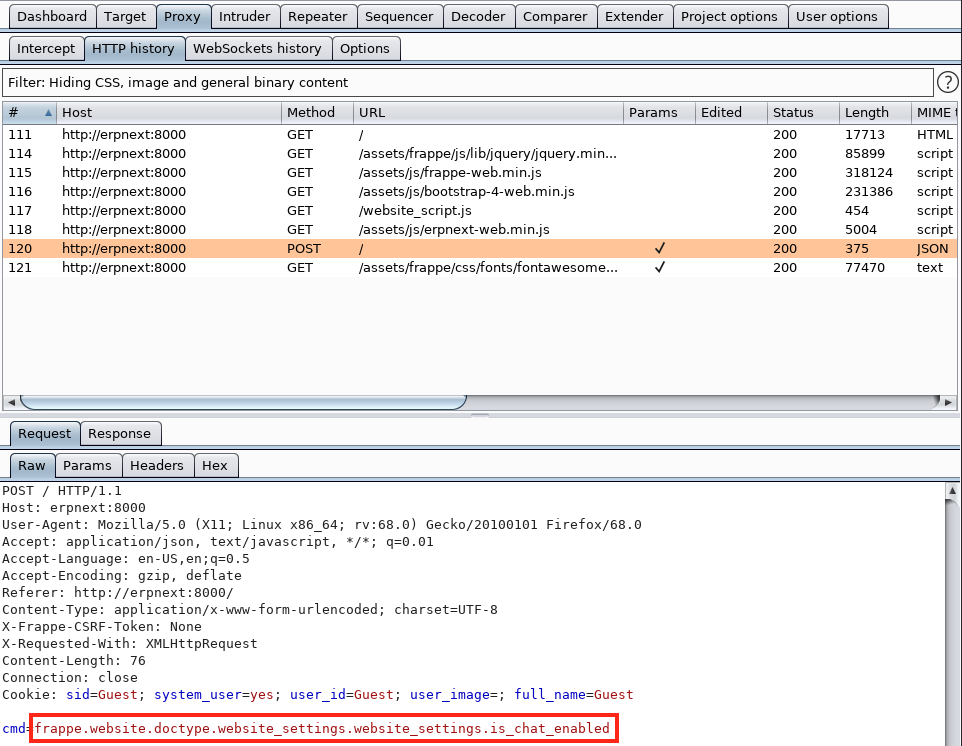 Dashboard Target Proxy Intruder Repeater Sequencer Decoder Comparer Extender Project options User options
Intercept HTTP history WebSockets history Options
Filter: Hiding CSS, image and general binary content ?
# Host Method URL Params Edited Status Length MIME t
111 http://erpnext:8000 GET / 200 17713 HTML
114 http://erpnext:8000 GET /assets/frappe/js/lib/jquery/jquery.min... 200 85899 script
115 http://erpnext:8000 GET /assets/js/frappe-web.min.js 200 318124 script
116 http://erpnext:8000 GET /assets/js/bootstrap-4-web.min.js 200 231386 script
117 http://erpnext:8000 GET /website_script.js 200 454 script
118 http://erpnext:8000 GET /assets/js/erpnext-web.min.js 200 5004 script
120 http://erpnext:8000 POST / ✓ 200 375 JSON
121 http://erpnext:8000 GET /assets/frappe/css/fonts/fontawesome... ✓ 200 77470 text
Request Response
Raw Params Headers Hex
POST / HTTP/1.1
Host: erpnext:8000
User-Agent: Mozilla/5.0 (X11; Linux x86_64; rv:68.0) Gecko/20100101 Firefox/68.0
Accept: application/json, text/javascript, */*; q=0.01
Accept-Language: en-US,en;q=0.5
Accept-Encoding: gzip, deflate
Referer: http://erpnext:8000/
Content-Type: application/x-www-form-urlencoded; charset=UTF-8
X-Frappe-CSRF-Token: None
X-Requested-With: XMLHttpRequest
Content-Length: 76
Connection: close
Cookie: sid=Guest; system_user=yes; user_id=Guest; user_image=; full_name=Guest
cmd=frappe.website.doctype.website_settings.website_settings.is_chat_enabled